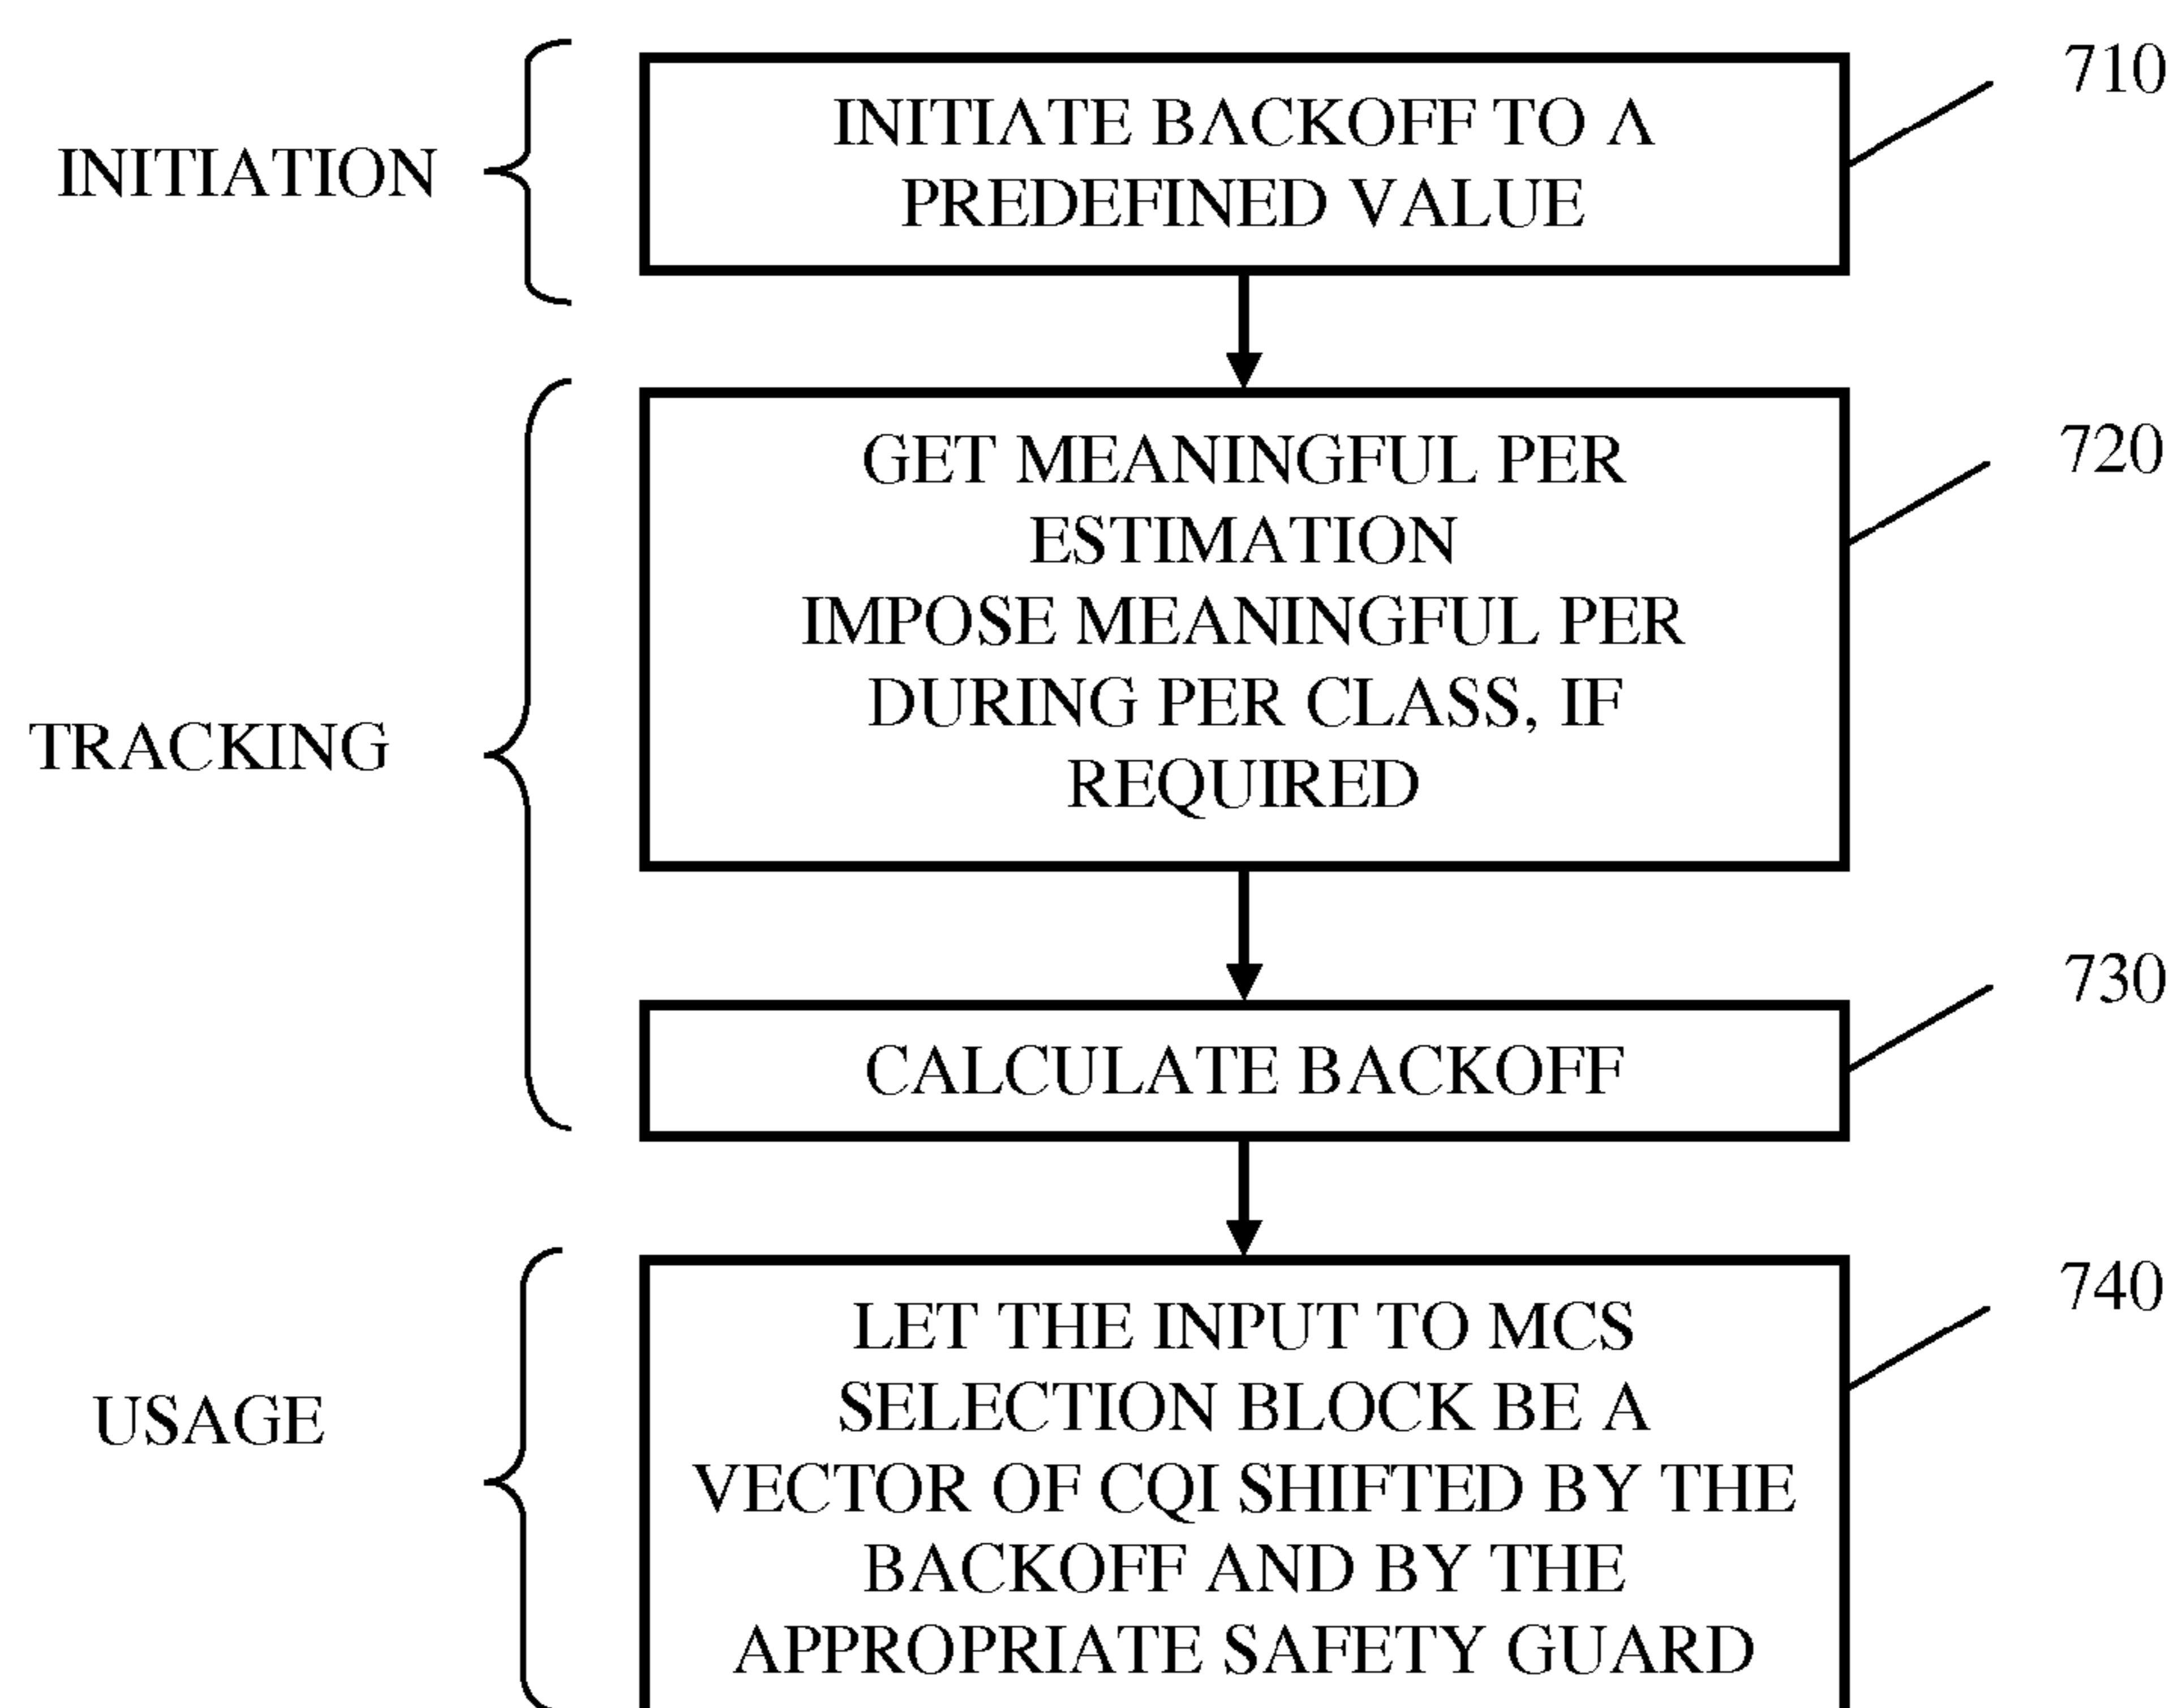 710
INITIATE BACKOFF TO A
PREDEFINED VALUE
INITIATION
720
GET MEANINGFUL PER
ESTIMATION
IMPOSE MEANINGFUL PER
DURING PER CLASS, IF
REQUIRED
TRACKING
730
CALCULATE BACKOFF
740
LET THE INPUT TO MCS
SELECTION BLOCK BE A
VECTOR OF CQI SHIFTED BY THE
BACKOFF AND BY THE
APPROPRIATE SAFETY GUARD
USAGE